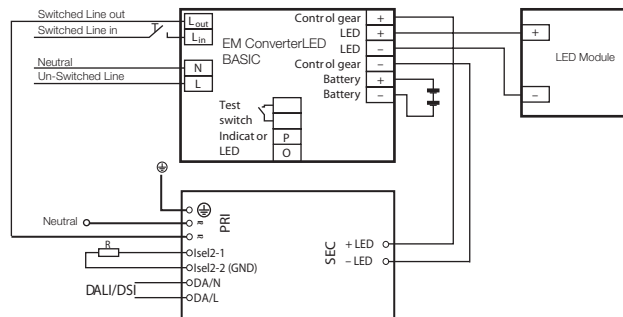 Switched Line out
Switched Line in
Neutral
Un-Switched Line
Lout
Lin
N
L
EM ConverterLED
BASIC
Test
switch
Indicator
LED
P
O
Control gear +
LED +
LED –
Control gear –
Battery +
Battery –
+
–
LED Module
Neutral
PRI
R
Isel2-1
Isel2-2 (GND)
DALI/DSI
DA/N
DA/L
SEC
+ LED
– LED